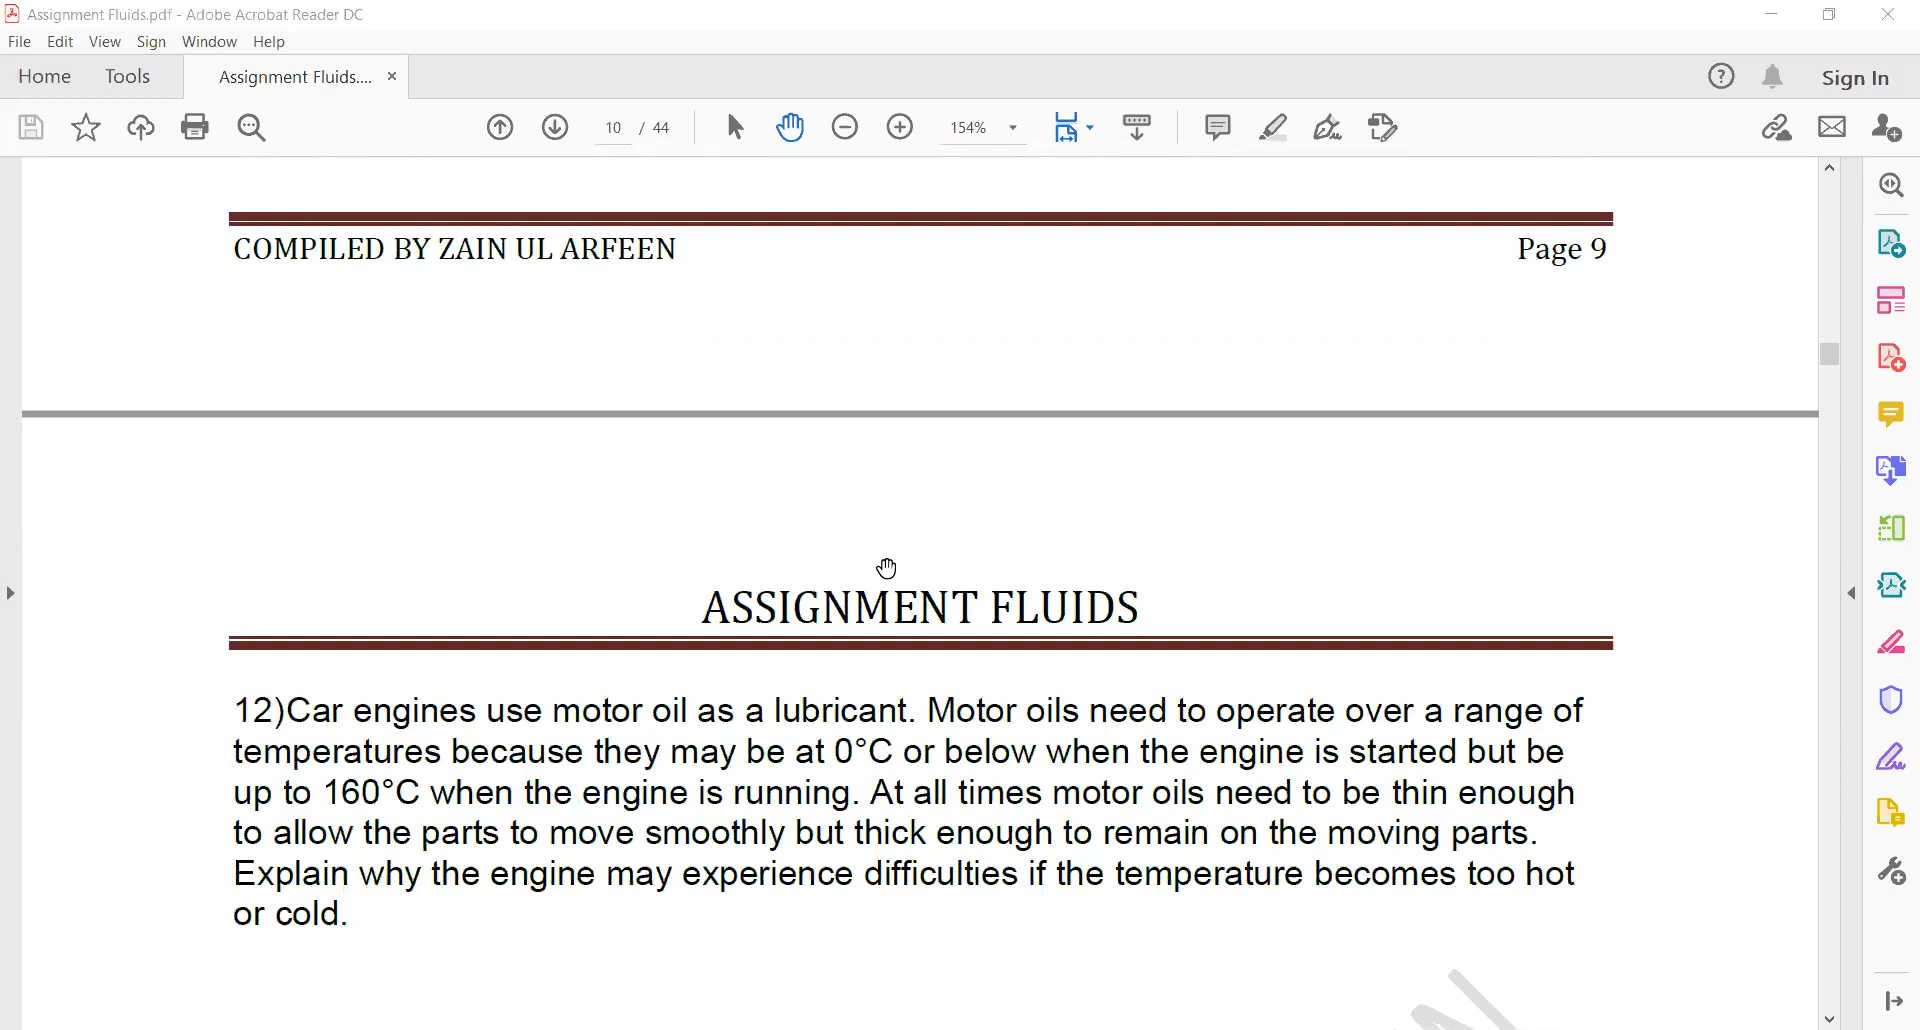 Assignment Fluids.pdf - Adobe Acrobat Reader DC
File Edit View Sign Window Help
Home Tools Assignment Fluids.... × Sign In
10 / 44 154%
COMPILED BY ZAIN UL ARFEEN Page 9
ASSIGNMENT FLUIDS
12)Car engines use motor oil as a lubricant. Motor oils need to operate over a range of
temperatures because they may be at 0°C or below when the engine is started but be
up to 160°C when the engine is running. At all times motor oils need to be thin enough
to allow the parts to move smoothly but thick enough to remain on the moving parts.
Explain why the engine may experience difficulties if the temperature becomes too hot
or cold.